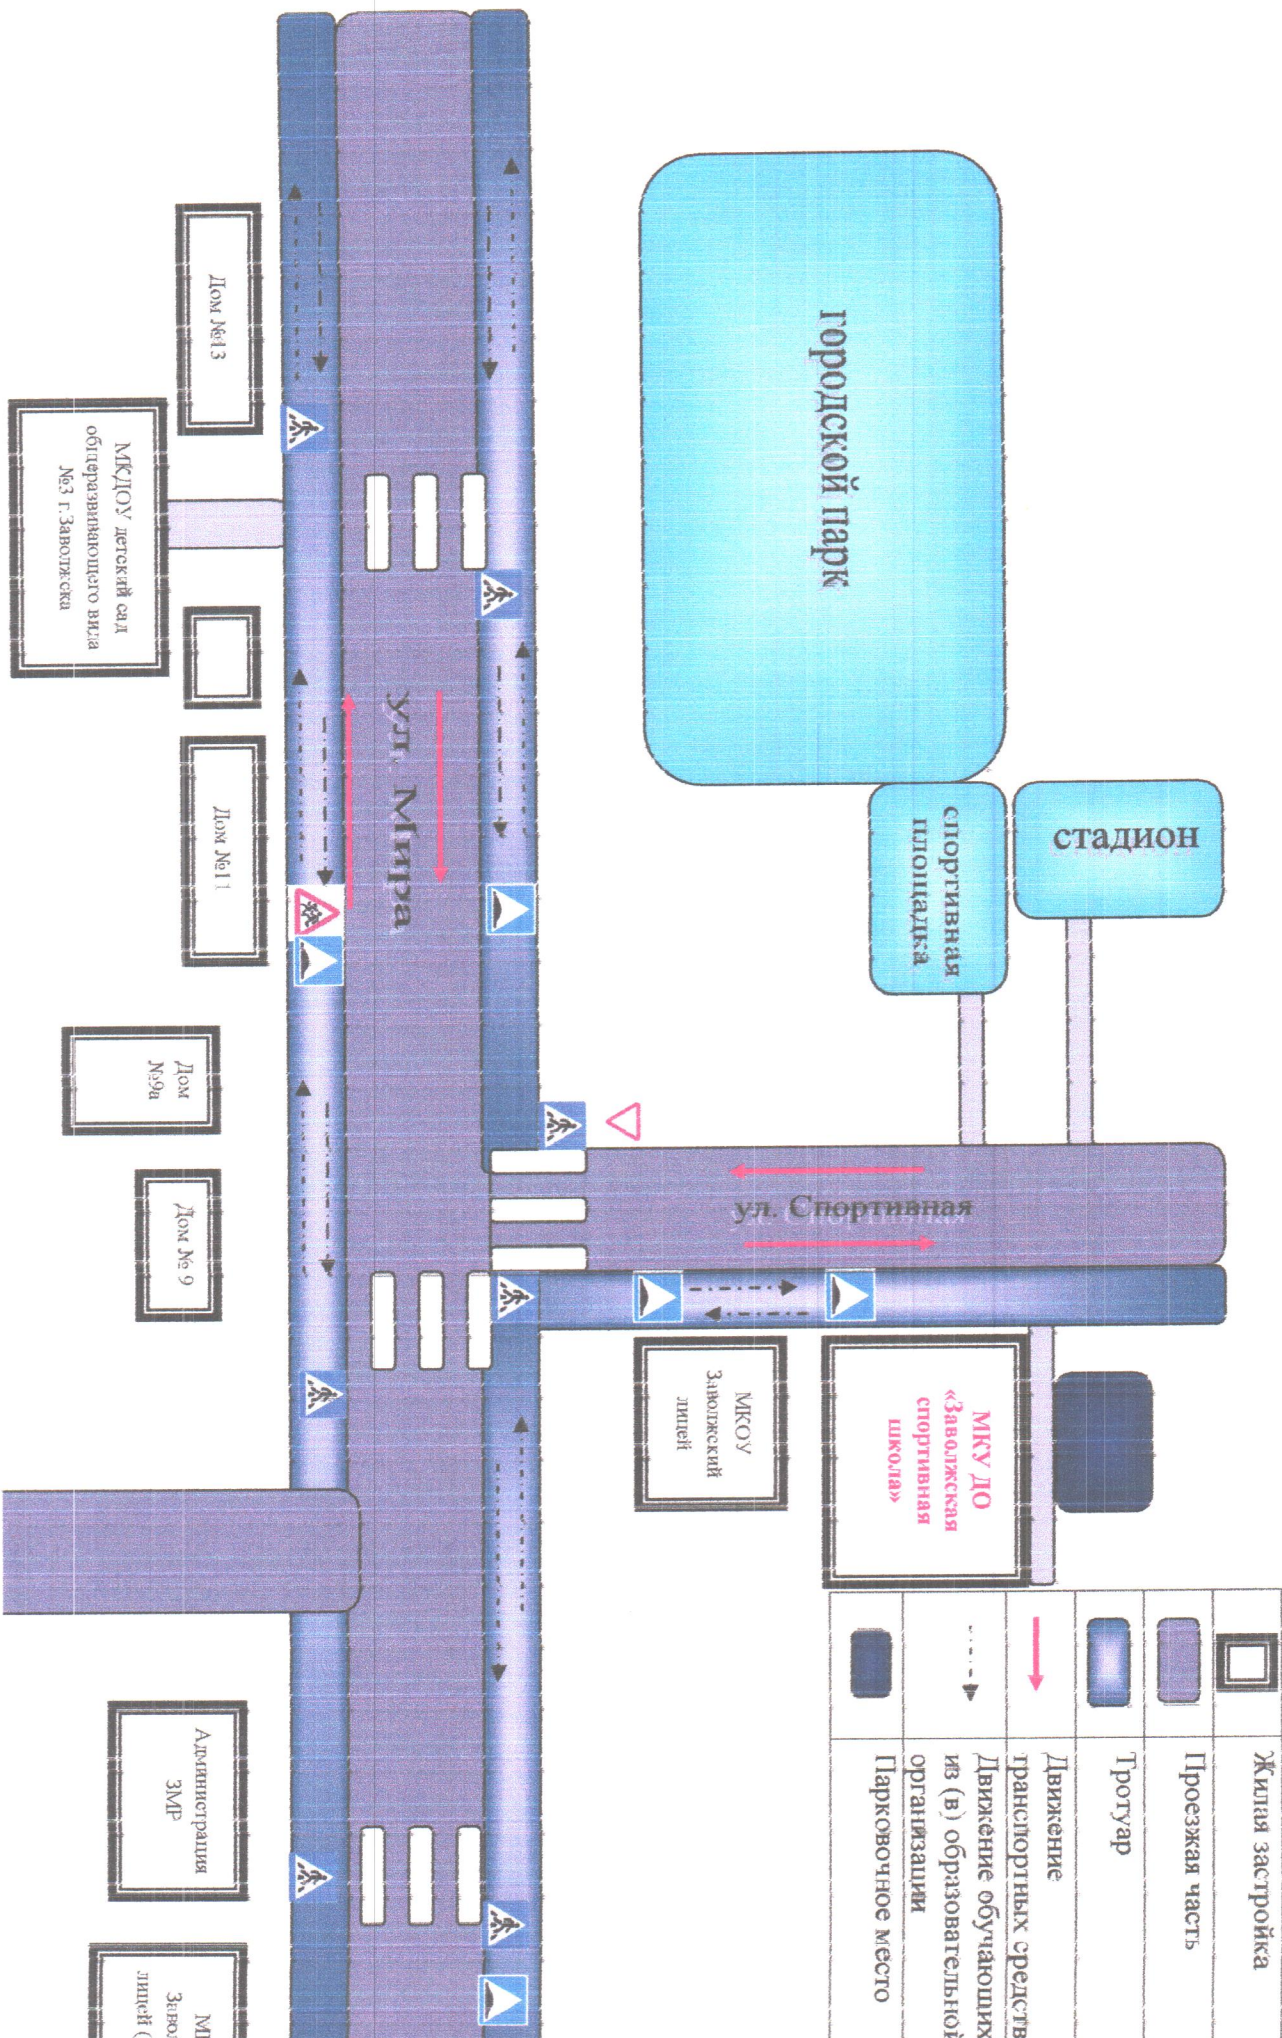 городской парк
стадион
спортивная
площадка
ул. Мира
ул. Спортивная
МКУ ДО
«Заволжская
спортивная
школа»
МКОУ
Заволжский
лицей
Дом №13
МКДОУ детский сад
общеразвивающего вида
№3 г.Заволжска
Дом №11
Дом
№9а
Дом № 9
Администрация
ЗМР
лицей (
Жилая застройка
Проезжая часть
Тротуар
Движение
транспортных средств
Движение обучающих
из (в) образовательной
организации
Парковочное место